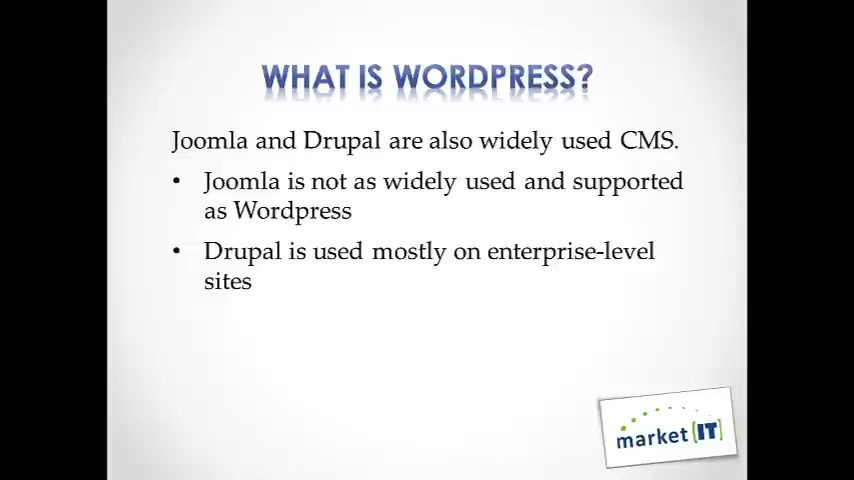 WHAT IS WORDPRESS?
Joomla and Drupal are also widely used CMS.
• Joomla is not as widely used and supported
as Wordpress
• Drupal is used mostly on enterprise-level
sites
market [IT]